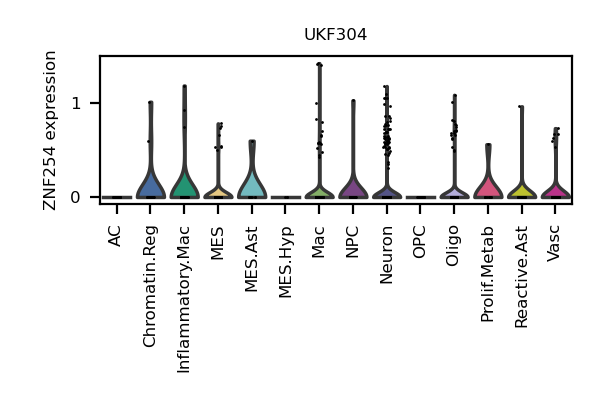 UKF304
ZNF254 expression
1
0
AC
Chromatin.Reg
Inflammatory.Mac
MES
MES.Ast
MES.Hyp
Mac
NPC
Neuron
OPC
Oligo
Prolif.Metab
Reactive.Ast
Vasc